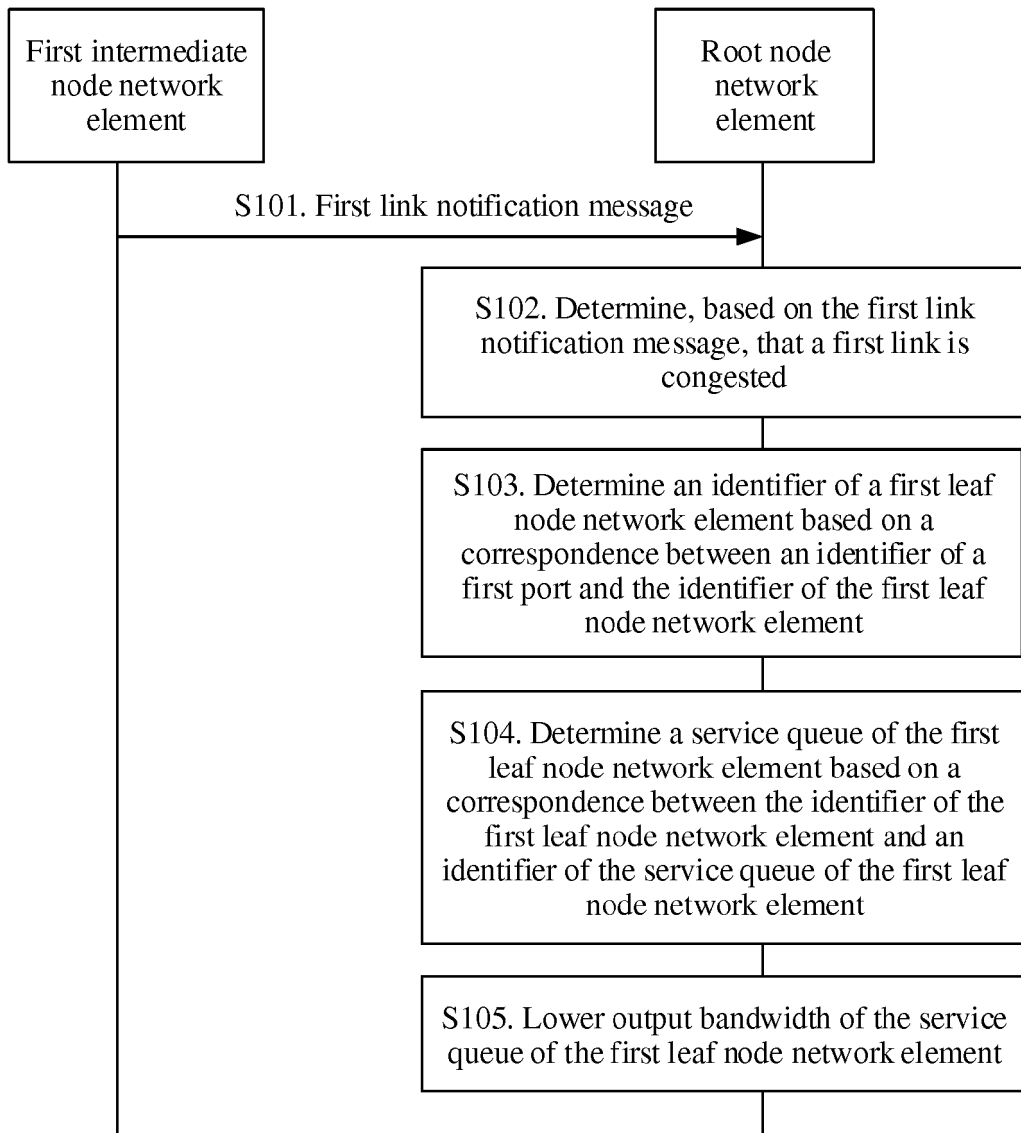 First intermediate
node network
element
Root node
network
element
S101. First link notification message
S102. Determine, based on the first link
notification message, that a first link is
congested
S103. Determine an identifier of a first leaf
node network element based on a
correspondence between an identifier of a
first port and the identifier of the first leaf
node network element
S104. Determine a service queue of the first
leaf node network element based on a
correspondence between the identifier of the
first leaf node network element and an
identifier of the service queue of the first leaf
node network element
S105. Lower output bandwidth of the service
queue of the first leaf node network element